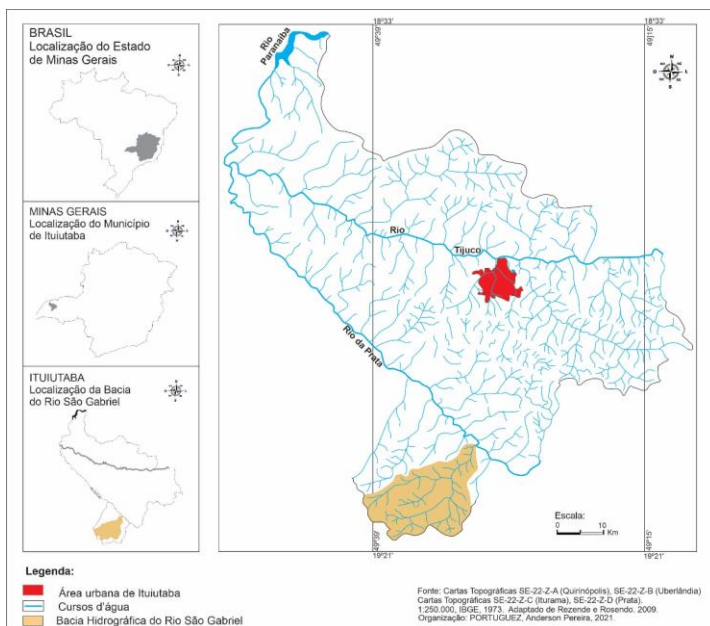 BRASIL
Localização do Estado
de Minas Gerais
MINAS GERAIS
Localização do Município
de Ituiutaba
ITUIUTABA
Localização da Bacia
do Rio São Gabriel
18°33'
18°33'
49°39'
49°15'
Rio
Paranaíba
Rio
Tijuco
Rio da Prata
Escala:
0 10
Km
49°39'
49°15'
19°21'
19°21'
Legenda:
Área urbana de Ituiutaba
Cursos d'água
Bacia Hidrográfica do Rio São Gabriel
Fonte: Cartas Topográficas SE-22-Z-A (Quirinópolis), SE-22-Z-B (Uberlândia)
Cartas Topográficas SE-22-Z-C (Iturama), SE-22-Z-D (Prata).
1:250.000, IBGE, 1973. Adaptado de Rezende e Rosendo. 2009.
Organização: PORTUGUEZ, Anderson Pereira, 2021.